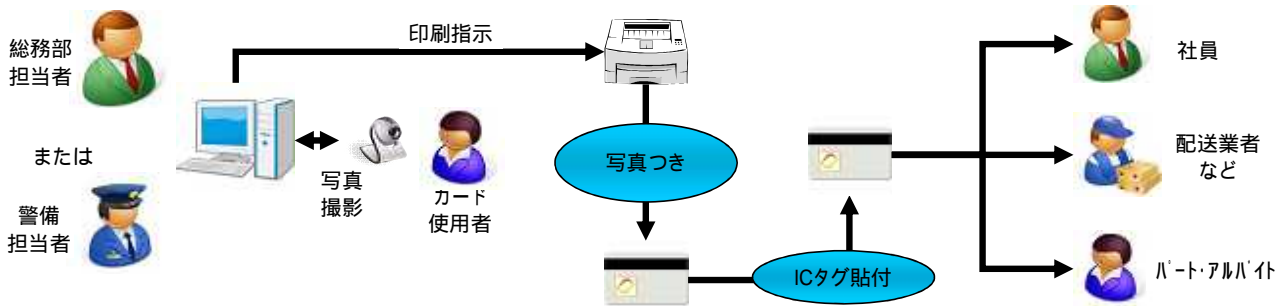 総務部
担当者
または
警備
担当者
印刷指示
写真
撮影
カード
使用者
写真つき
ICタグ貼付
社員
配送業者
など
ﾊﾟｰﾄ・ｱﾙﾊﾞｲﾄ